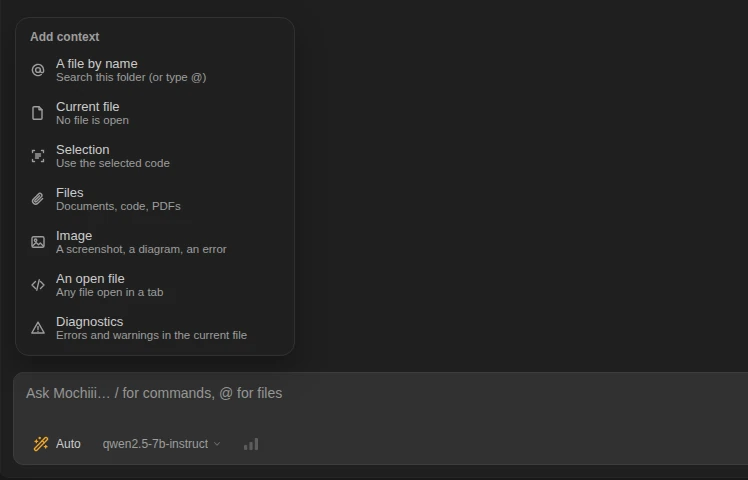 Add context
A file by name
Search this folder (or type @)
Current file
No file is open
Selection
Use the selected code
Files
Documents, code, PDFs
Image
A screenshot, a diagram, an error
An open file
Any file open in a tab
Diagnostics
Errors and warnings in the current file
Ask Mochiii… / for commands, @ for files
Auto qwen2.5-7b-instruct